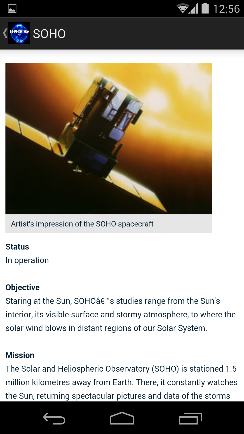 12:56
SOHO
Artist's impression of the SOHO spacecraft
Status
In operation
Objective
Staring at the Sun, SOHOâ€™s studies range from the Sun's
interior, its visible surface and stormy atmosphere, to where the
solar wind blows in distant regions of our Solar System.
Mission
The Solar and Heliospheric Observatory (SOHO) is stationed 1.5
million kilometres away from Earth. There, it constantly watches
the Sun, returning spectacular pictures and data of the storms